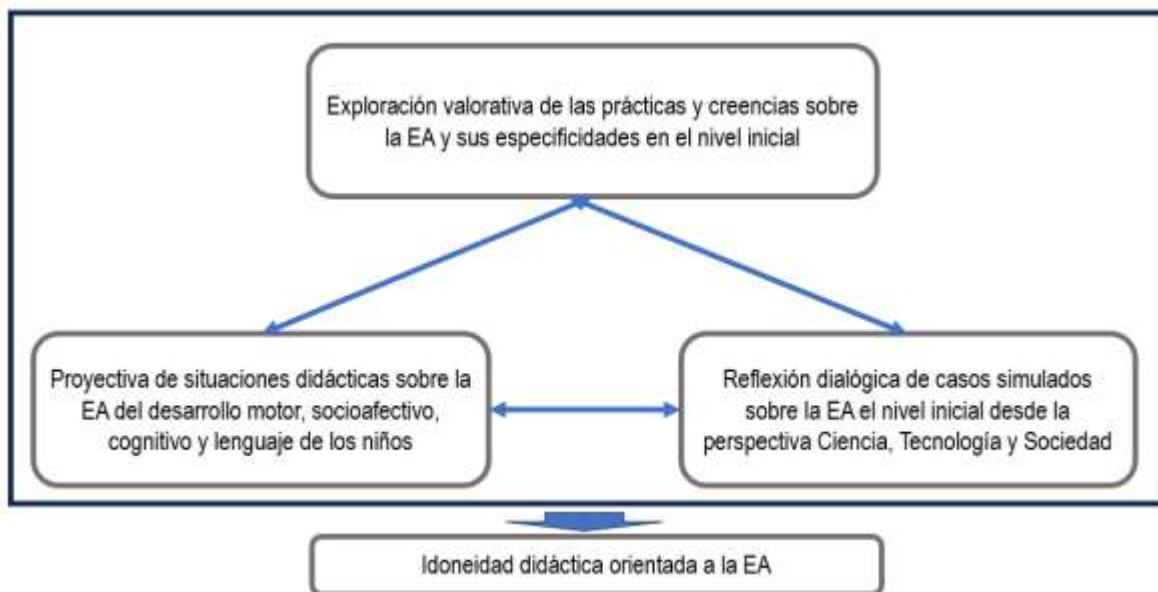 Exploración valorativa de las prácticas y creencias sobre
la EA y sus especificidades en el nivel inicial
Proyectiva de situaciones didácticas sobre la
EA del desarrollo motor, socioafectivo,
cognitivo y lenguaje de los niños
Reflexión dialógica de casos simulados
sobre la EA el nivel inicial desde la
perspectiva Ciencia, Tecnología y Sociedad
Idoneidad didáctica orientada a la EA